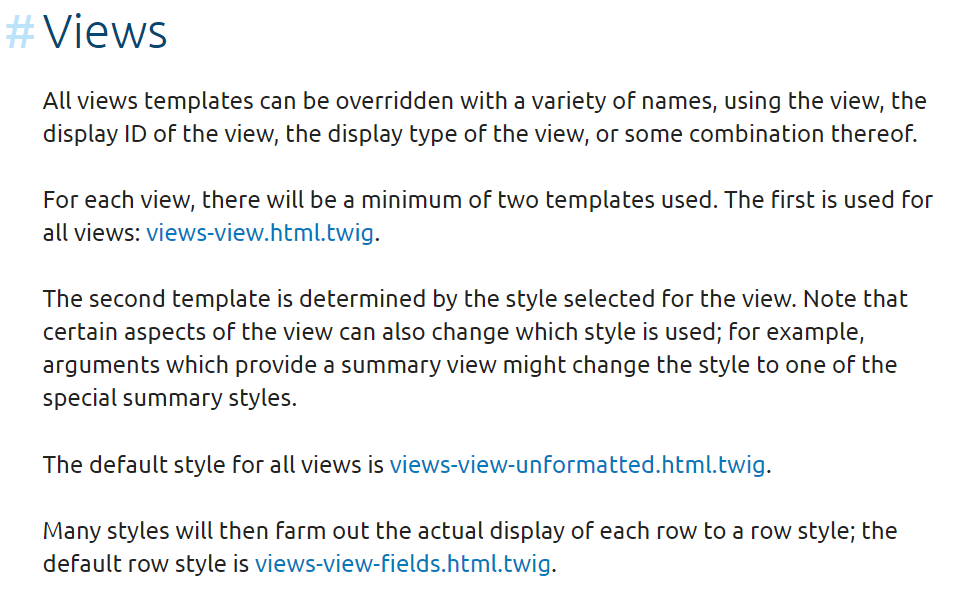 # Views
All views templates can be overridden with a variety of names, using the view, the
display ID of the view, the display type of the view, or some combination thereof.
For each view, there will be a minimum of two templates used. The first is used for
all views: views-view.html.twig.
The second template is determined by the style selected for the view. Note that
certain aspects of the view can also change which style is used; for example,
arguments which provide a summary view might change the style to one of the
special summary styles.
The default style for all views is views-view-unformatted.html.twig.
Many styles will then farm out the actual display of each row to a row style; the
default row style is views-view-fields.html.twig.